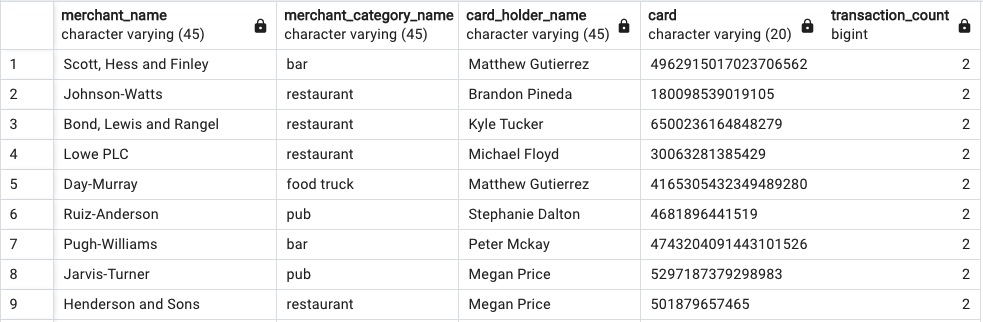 merchant_name merchant_category_name card_holder_name card transaction_count
character varying (45) character varying (45) character varying (45) character varying (20) bigint
1 Scott, Hess and Finley bar Matthew Gutierrez 4962915017023706562 2
2 Johnson-Watts restaurant Brandon Pineda 180098539019105 2
3 Bond, Lewis and Rangel restaurant Kyle Tucker 6500236164848279 2
4 Lowe PLC restaurant Michael Floyd 30063281385429 2
5 Day-Murray food truck Matthew Gutierrez 4165305432349489280 2
6 Ruiz-Anderson pub Stephanie Dalton 4681896441519 2
7 Pugh-Williams bar Peter Mckay 4743204091443101526 2
8 Jarvis-Turner pub Megan Price 5297187379298983 2
9 Henderson and Sons restaurant Megan Price 501879657465 2